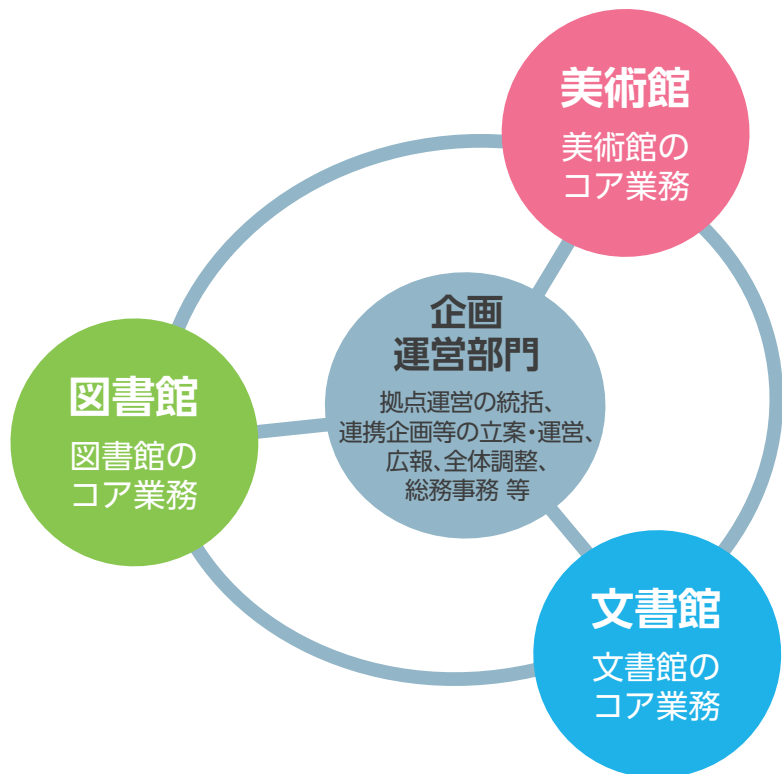 美術館
美術館の
コア業務
企画
運営部門
拠点運営の統括、
連携企画等の立案・運営、
広報、全体調整、
総務事務 等
図書館
図書館の
コア業務
文書館
文書館の
コア業務